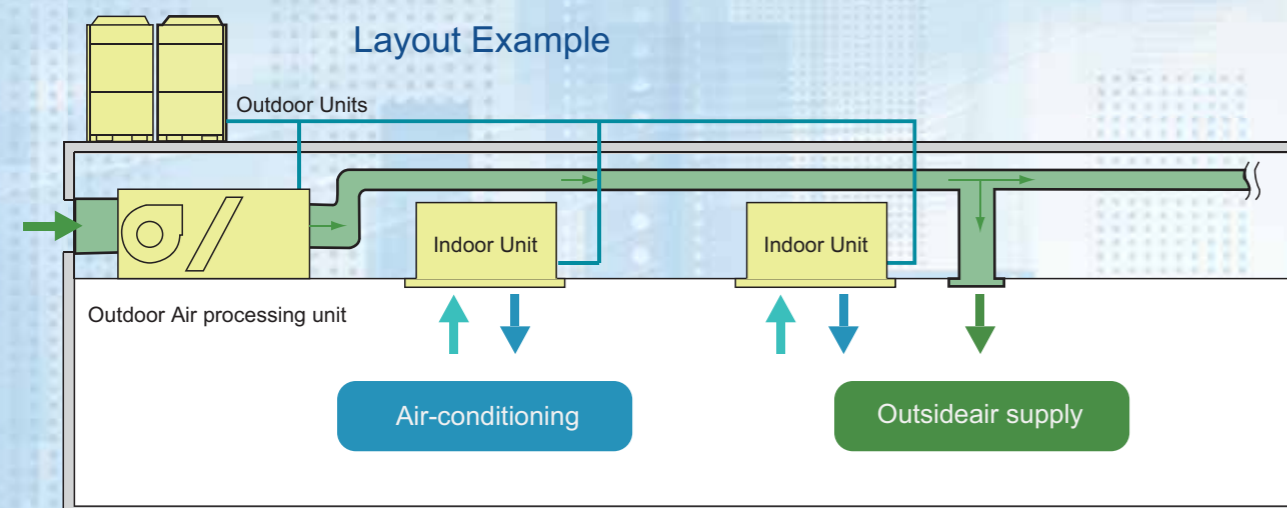 Layout Example
Outdoor Units
Indoor Unit
Indoor Unit
Outdoor Air processing unit
Air-conditioning
Outsideair supply